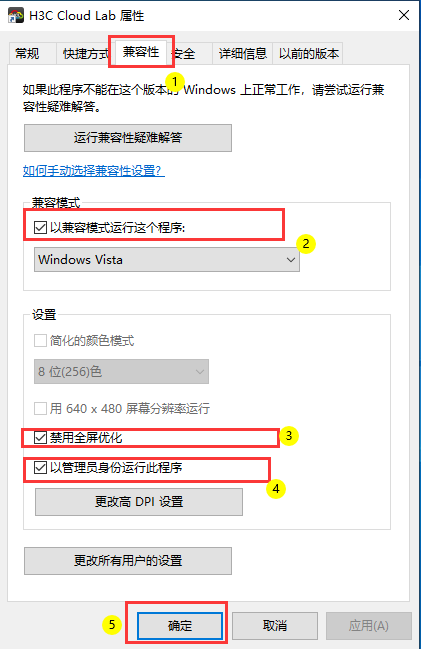 H3C Cloud Lab 属性
常规 快捷方式 兼容性 安全 详细信息 以前的版本
1
如果此程序不能在这个版本的 Windows 上正常工作，请尝试运行兼
容性疑难解答。
运行兼容性疑难解答
如何手动选择兼容性设置?
兼容模式
以兼容模式运行这个程序:
2
Windows Vista
设置
简化的颜色模式
8 位(256)色
用 640 x 480 屏幕分辨率运行
禁用全屏优化
3
以管理员身份运行此程序
4
更改高 DPI 设置
更改所有用户的设置
5
确定 取消 应用(A)